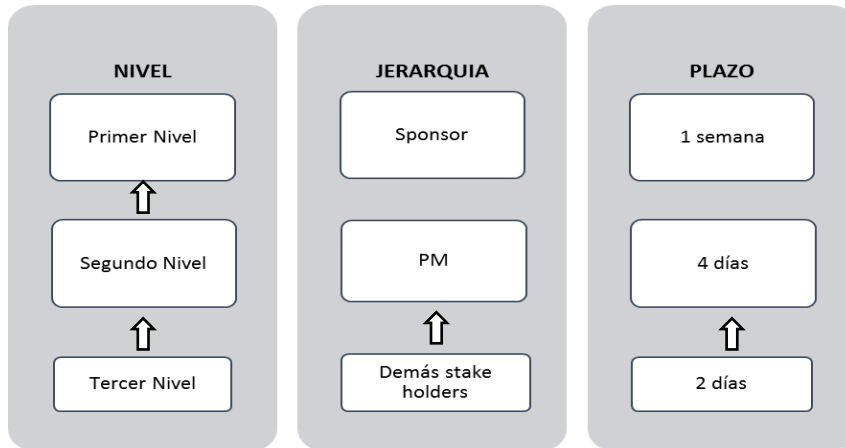 NIVEL
Primer Nivel
Segundo Nivel
Tercer Nivel
JERARQUIA
Sponsor
PM
Demás stake
holders
PLAZO
1 semana
4 días
2 días